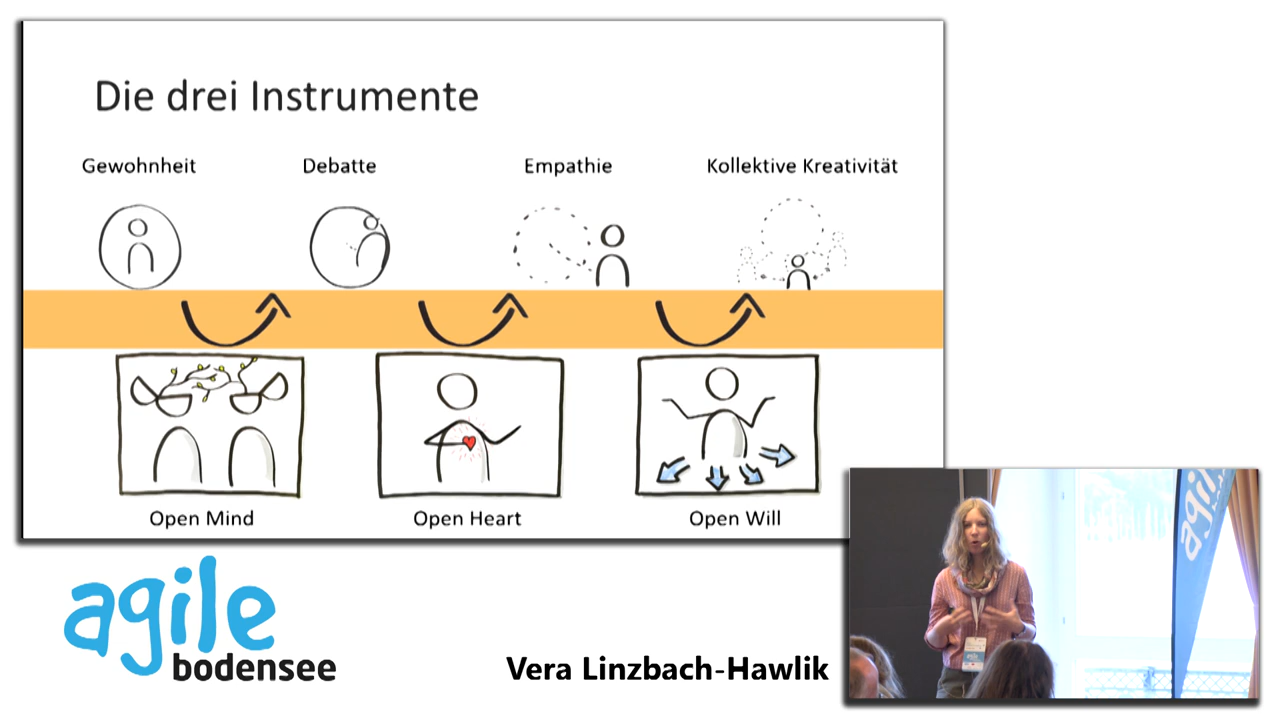 Die drei Instrumente
Gewohnheit
Debatte
Empathie
Kollektive Kreativität
Open Mind
Open Heart
Open Will
agile
bodensee
Vera Linzbach-Hawlik
agil